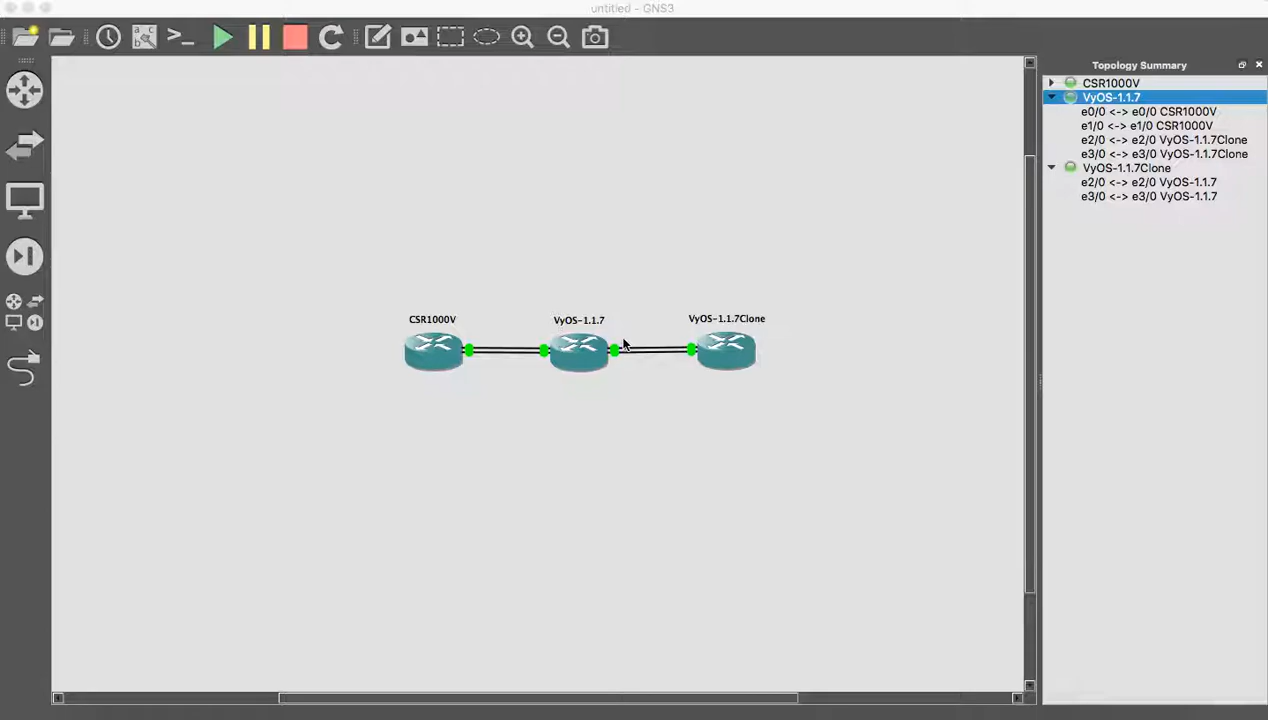 untitled - GNS3
a b
c
>_
Topology Summary
CSR1000V
VyOS-1.1.7
e0/0 <-> e0/0 CSR1000V
e1/0 <-> e1/0 CSR1000V
e2/0 <-> e2/0 VyOS-1.1.7Clone
e3/0 <-> e3/0 VyOS-1.1.7Clone
VyOS-1.1.7Clone
e2/0 <-> e2/0 VyOS-1.1.7
e3/0 <-> e3/0 VyOS-1.1.7
CSR1000V
VyOS-1.1.7
VyOS-1.1.7Clone